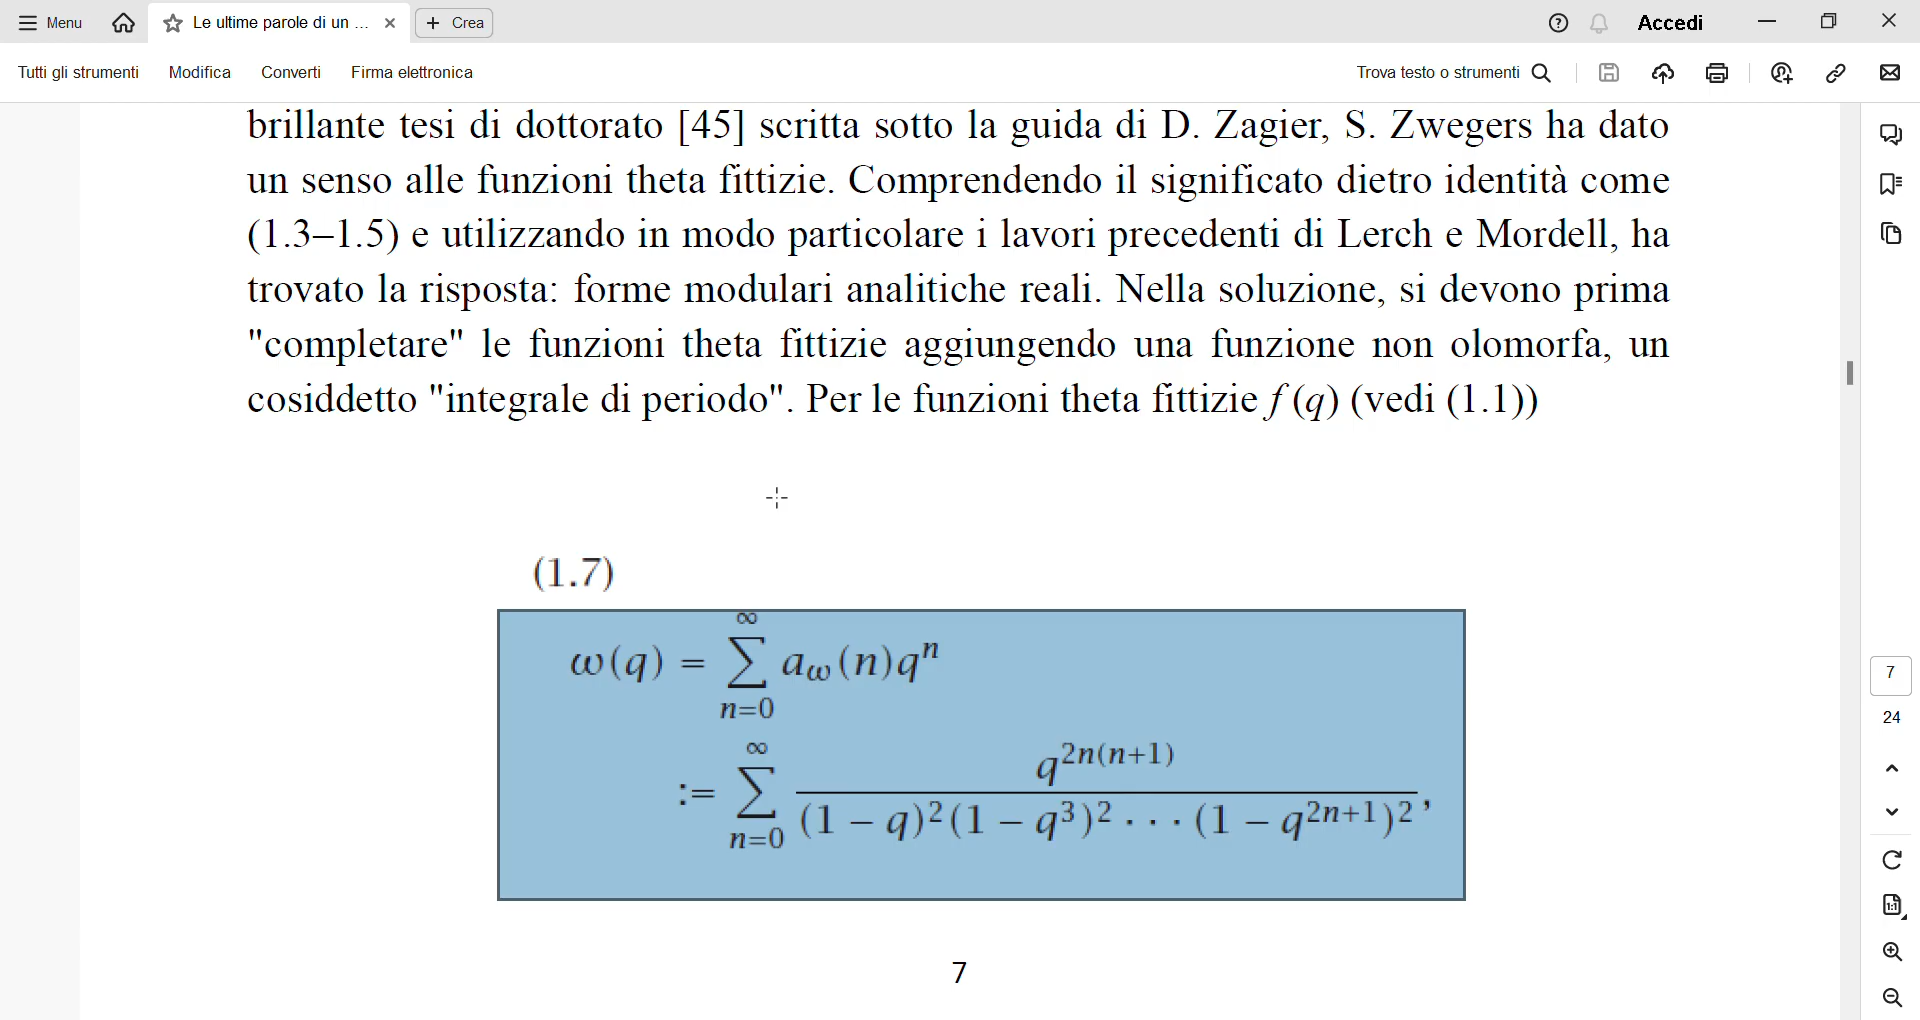 Menu
Le ultime parole di un ...
Crea
Accedi
Tutti gli strumenti Modifica Converti Firma elettronica
Trova testo o strumenti
brillante tesi di dottorato [45] scritta sotto la guida di D. Zagier, S. Zwegers ha dato
un senso alle funzioni theta fittizie. Comprendendo il significato dietro identità come
(1.3–1.5) e utilizzando in modo particolare i lavori precedenti di Lerch e Mordell, ha
trovato la risposta: forme modulari analitiche reali. Nella soluzione, si devono prima
"completare" le funzioni theta fittizie aggiungendo una funzione non olomorfa, un
cosiddetto "integrale di periodo". Per le funzioni theta fittizie f (q) (vedi (1.1))
(1.7)
ω(q) = ∑_{n=0}^{∞} a_ω(n)q^n
:= ∑_{n=0}^{∞} q^{2n(n+1)} / (1 − q)^2(1 − q^3)^2 · · · (1 − q^{2n+1})^2,
7
7
24
1:1